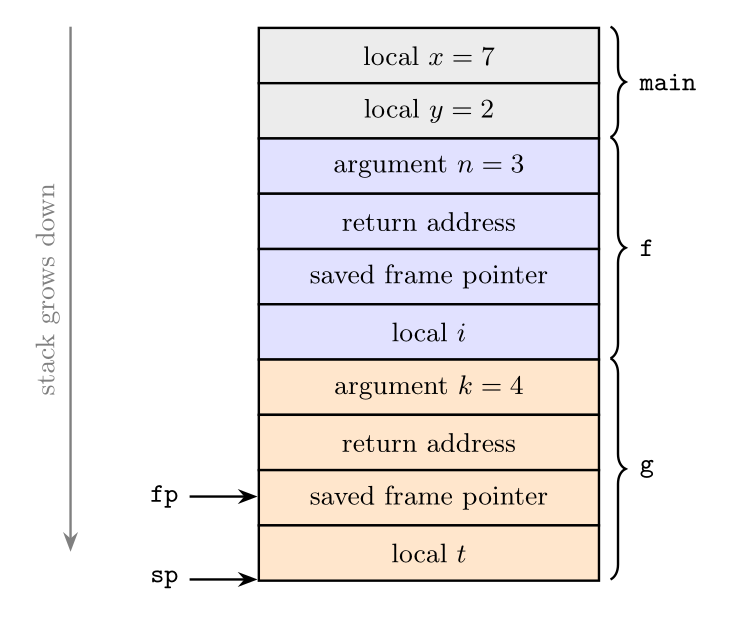 local x = 7
local y = 2
main
argument n = 3
return address
saved frame pointer
local i
f
argument k = 4
return address
saved frame pointer
local t
g
fp
sp
stack grows down